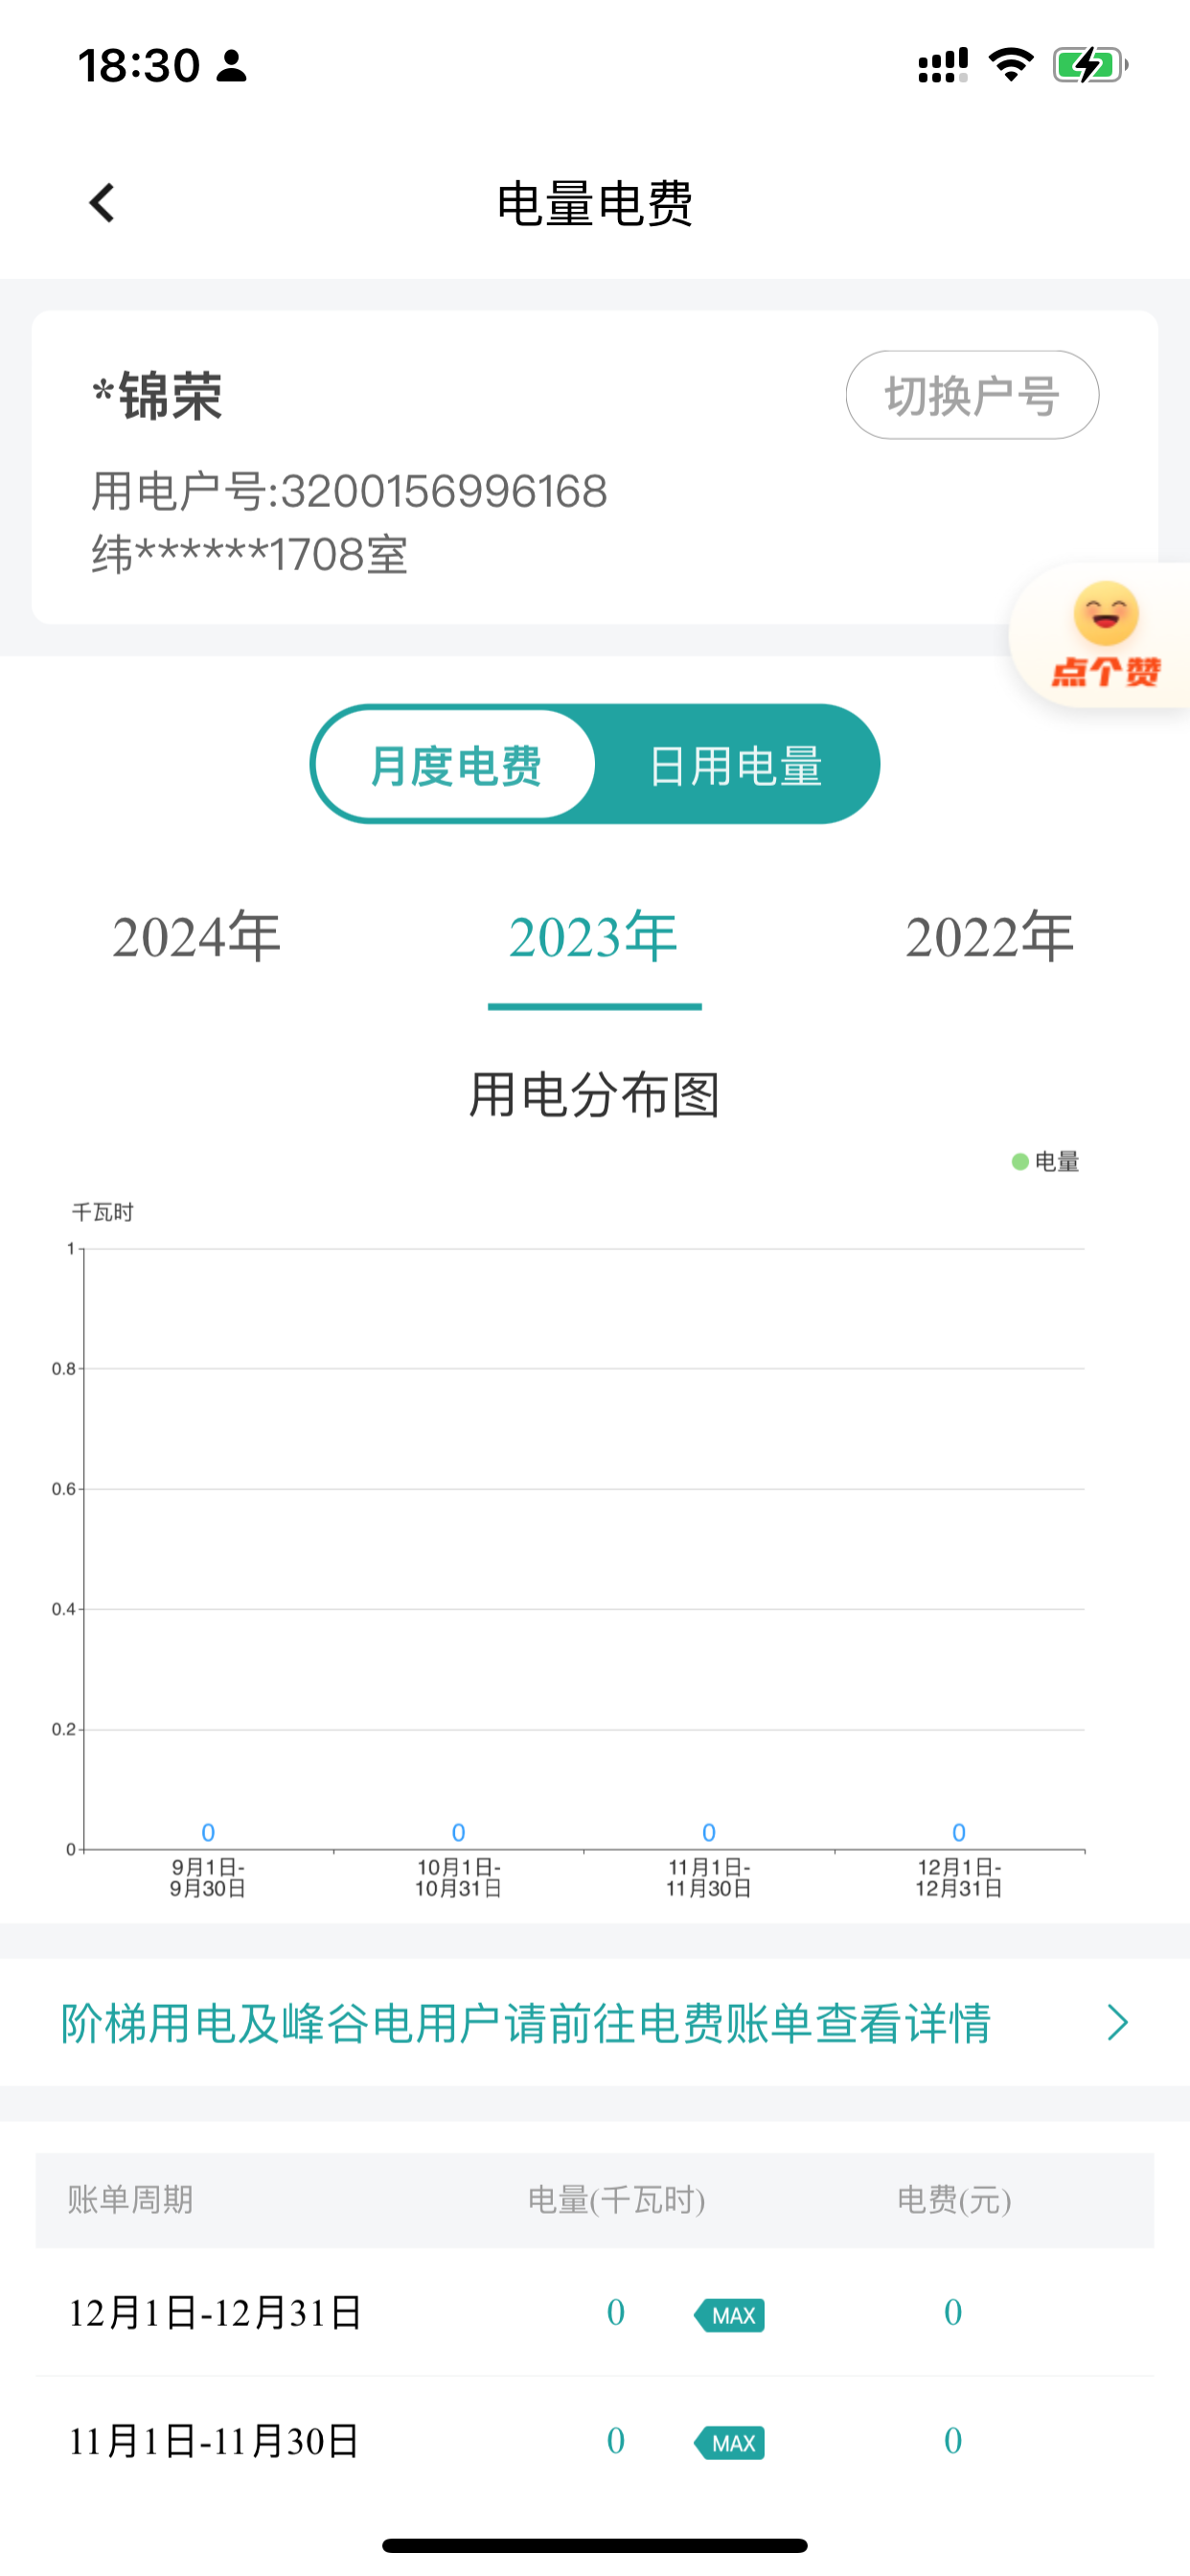 18:30
电量电费
*锦荣
切换户号
用电户号:3200156996168
纬******1708室
点个赞
月度电费 日用电量
2024年 2023年 2022年
用电分布图
电量
千瓦时
1
0.8
0.6
0.4
0.2
0
0 0 0 0
9月1日- 10月1日- 11月1日- 12月1日-
9月30日 10月31日 11月30日 12月31日
阶梯用电及峰谷电用户请前往电费账单查看详情
账单周期 电量(千瓦时) 电费(元)
12月1日-12月31日 0 MAX 0
11月1日-11月30日 0 MAX 0